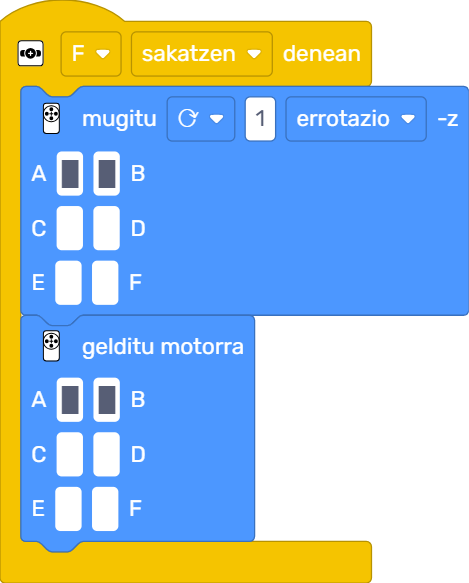 F sakatzen denean
mugitu 1 errotazio -z
A B
C D
E F
gelditu motorra
A B
C D
E F